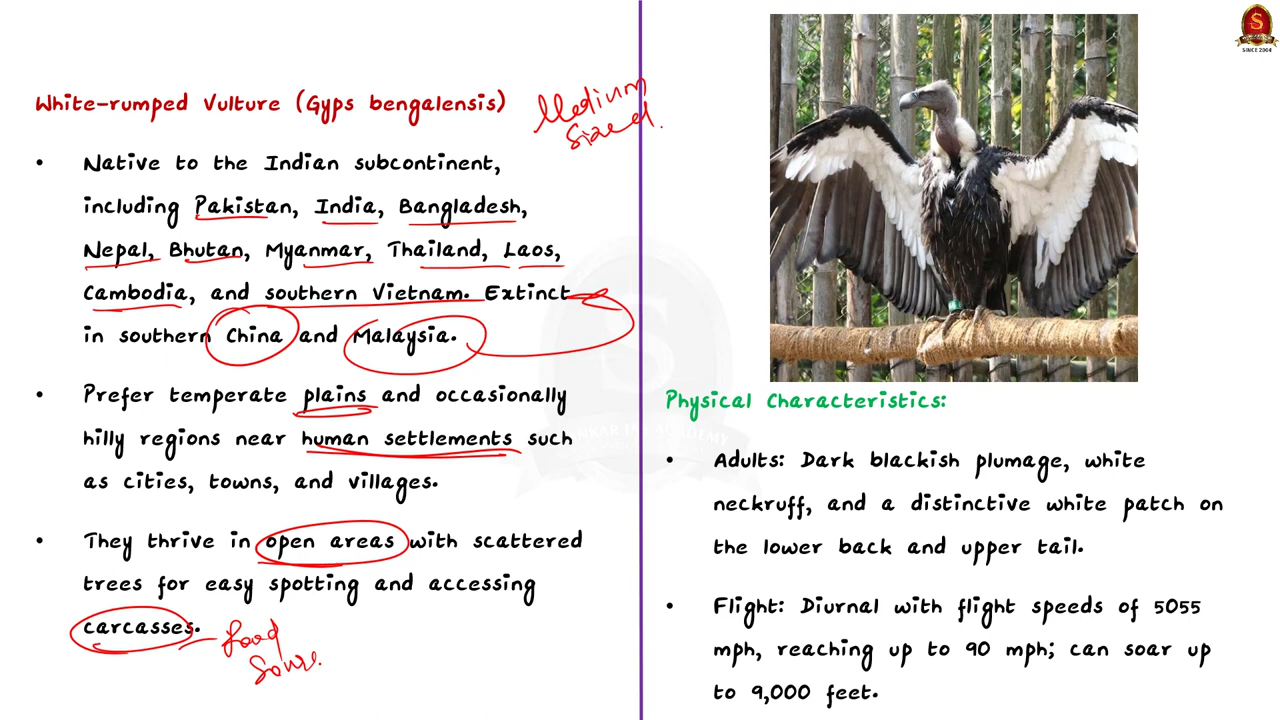 White-rumped Vulture (Gyps bengalensis)
Medium
Sized.
• Native to the Indian subcontinent,
including Pakistan, India, Bangladesh,
Nepal, Bhutan, Myanmar, Thailand, Laos,
Cambodia, and southern Vietnam. Extinct
in southern China and Malaysia.
• Prefer temperate plains and occasionally
hilly regions near human settlements such
as cities, towns, and villages.
• They thrive in open areas with scattered
trees for easy spotting and accessing
carcasses.
food
SINCE 2004
Physical Characteristics:
• Adults: Dark blackish plumage, white
neckruff, and a distinctive white patch on
the lower back and upper tail.
• Flight: Diurnal with flight speeds of 5055
mph, reaching up to 90 mph; can soar up
to 9,000 feet.